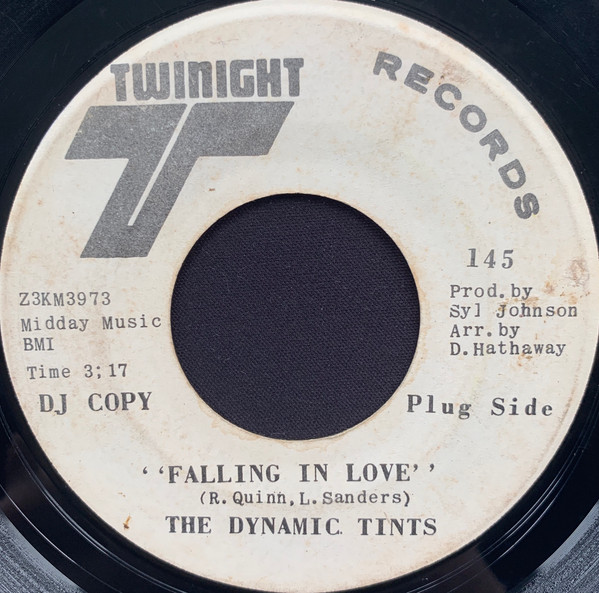 TWINIGHT
RECORDS
145
Z3KM3973
Midday Music
BMI
Time 3;17
DJ COPY
Prod. by
Syl Johnson
Arr. by
D. Hathaway
Plug Side
‘‘FALLING IN LOVE’’
(R. Quinn, L. Sanders)
THE DYNAMIC TINTS